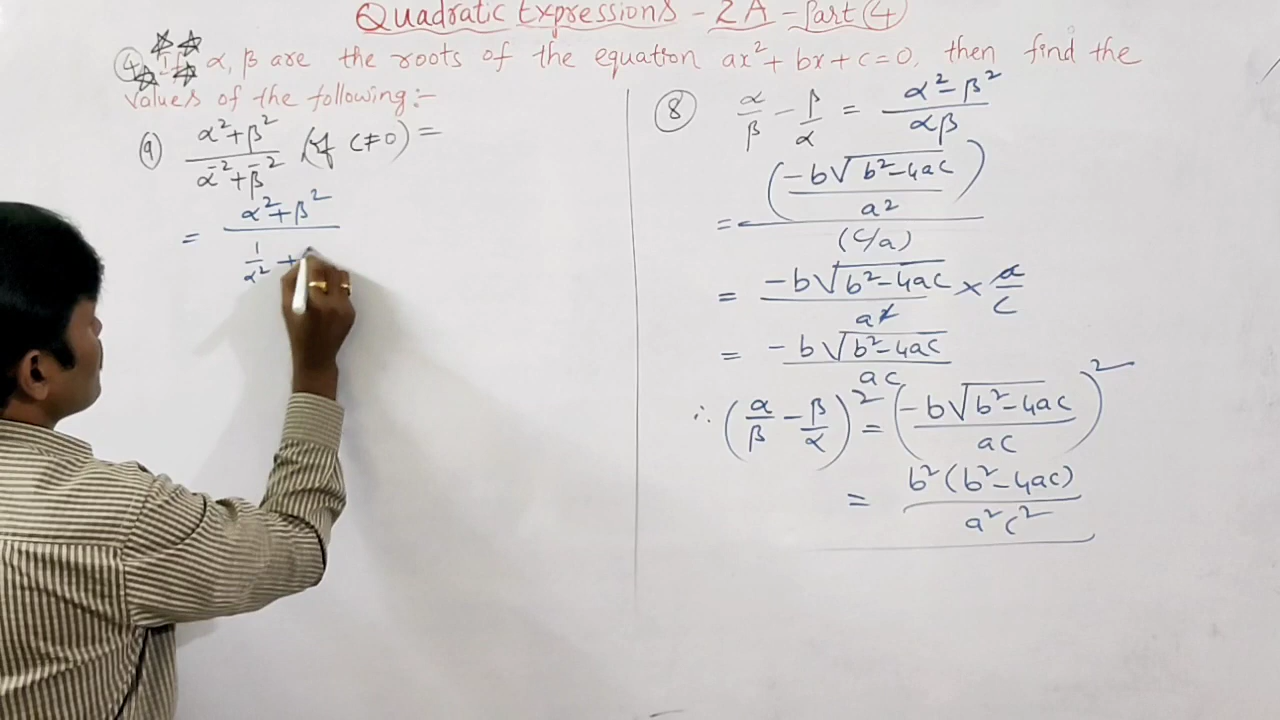 Quadratic Expressions - 2A - Part (4)
④ If α, β are the roots of the equation ax² + bx + c = 0, then find the
values of the following:-
⑨ (α² + β²)/(α⁻² + β⁻²) (if c ≠ 0) =
= (α² + β²)/(1/α² +
⑧ α/β - β/α = (α² - β²)/(αβ)
= ((-b√(b² - 4ac))/a²)/(c/a)
= (-b√(b² - 4ac))/a² × a/c
= (-b√(b² - 4ac))/ac
∴ (α/β - β/α)² = ((-b√(b² - 4ac))/ac)²
= b²(b² - 4ac)/(a²c²)